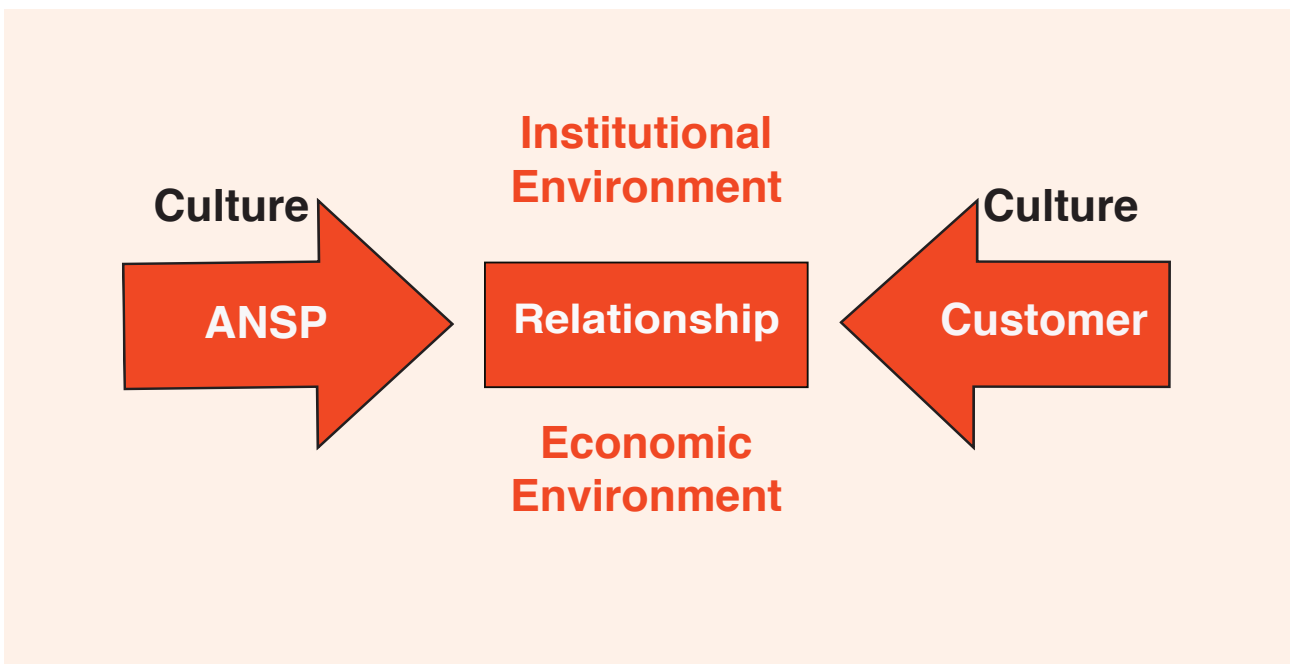 Institutional
Environment
Culture
Culture
ANSP
Relationship
Customer
Economic
Environment